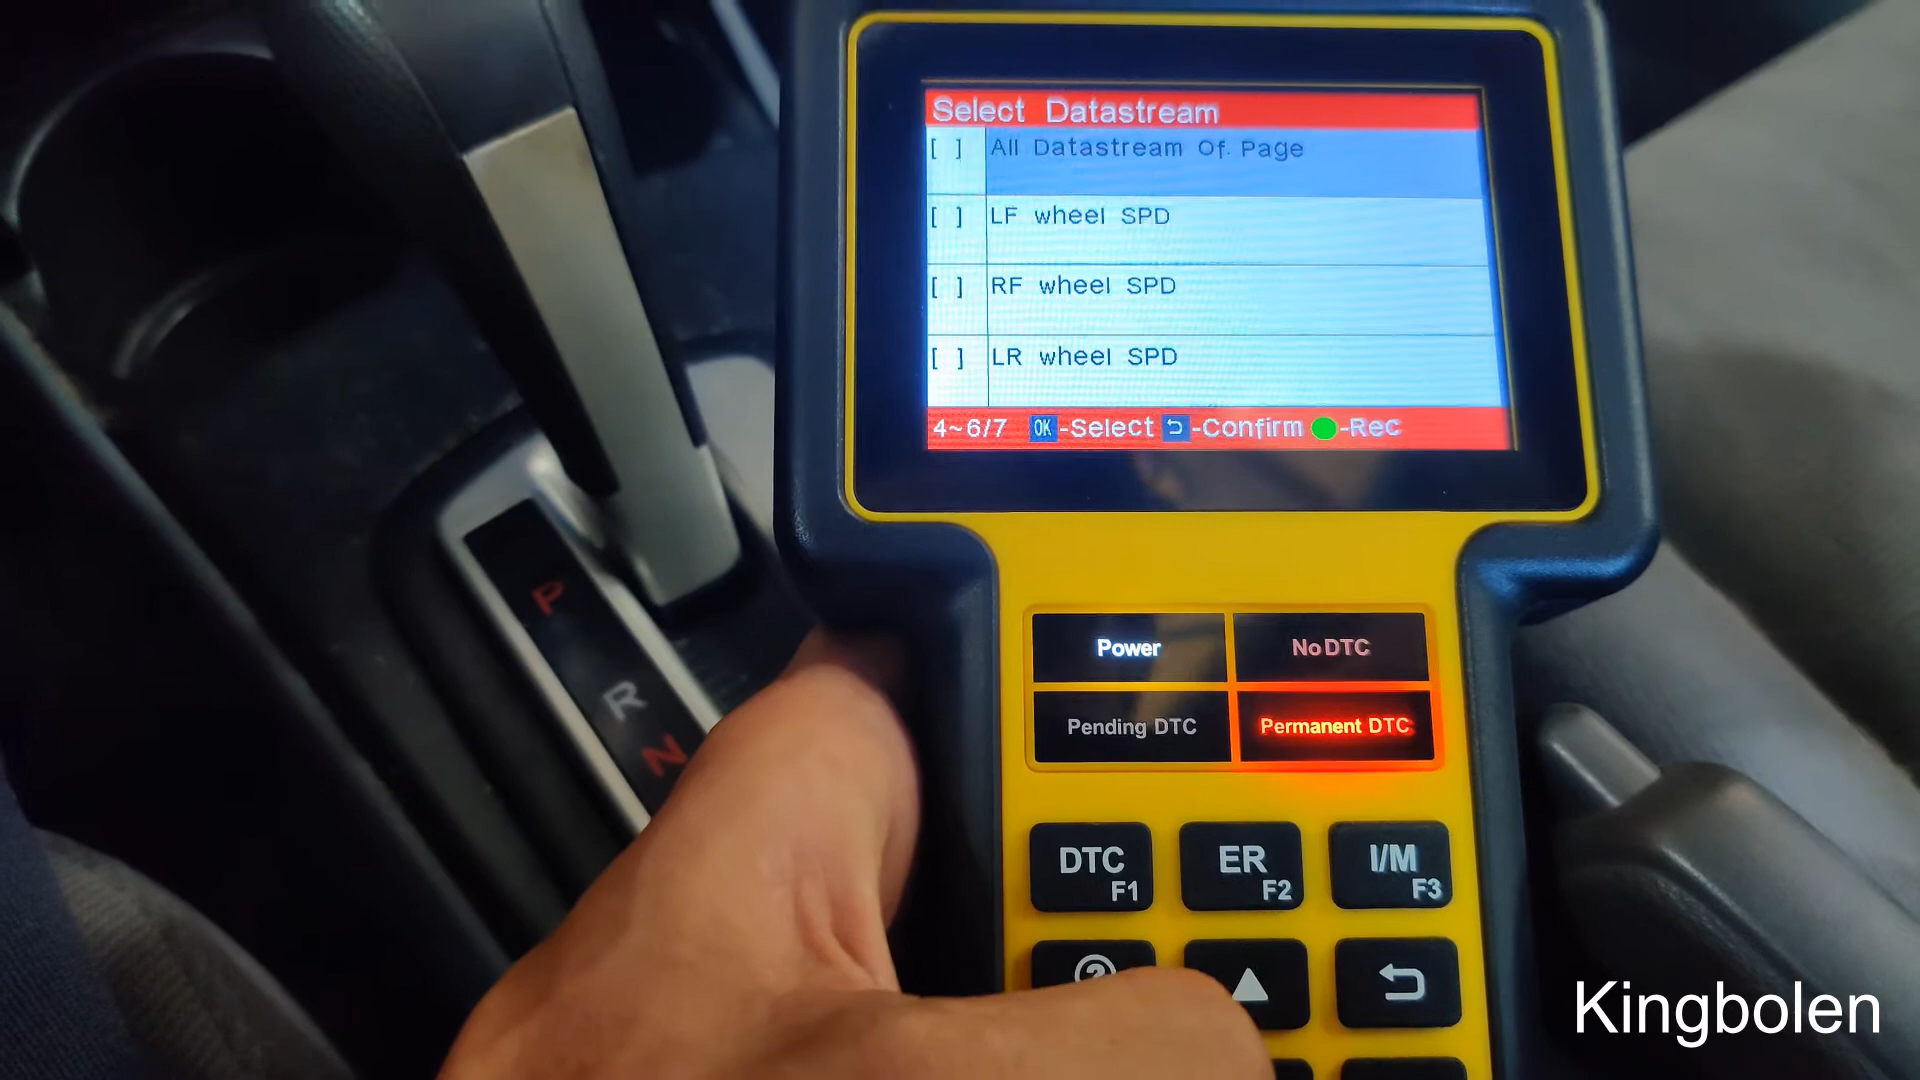 Select Datastream
[ ] All Datastream Of Page
[ ] LF wheel SPD
[ ] RF wheel SPD
[ ] LR wheel SPD
4~6/7 OK-Select -Confirm -Rec
Power
No DTC
Pending DTC
Permanent DTC
DTC F1
ER F2
I/M F3
?
P
R
N
Kingbolen